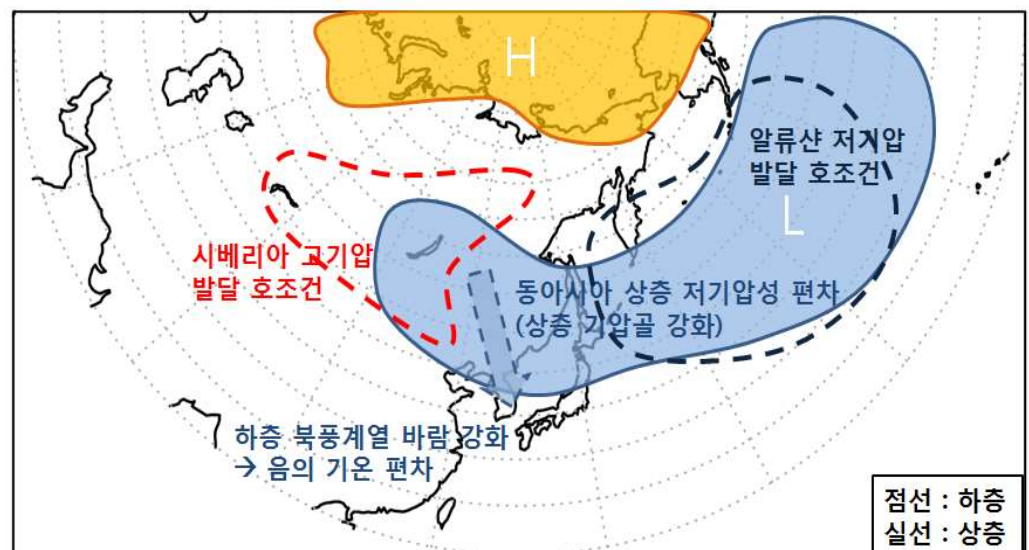 H
알류샨 저기압
발달 호조건
L
시베리아 고기압
발달 호조건
동아시아 상층 저기압성 편차
(상층 기압골 강화)
하층 북풍계열 바람 강화
→ 음의 기온 편차
점선 : 하층
실선 : 상층